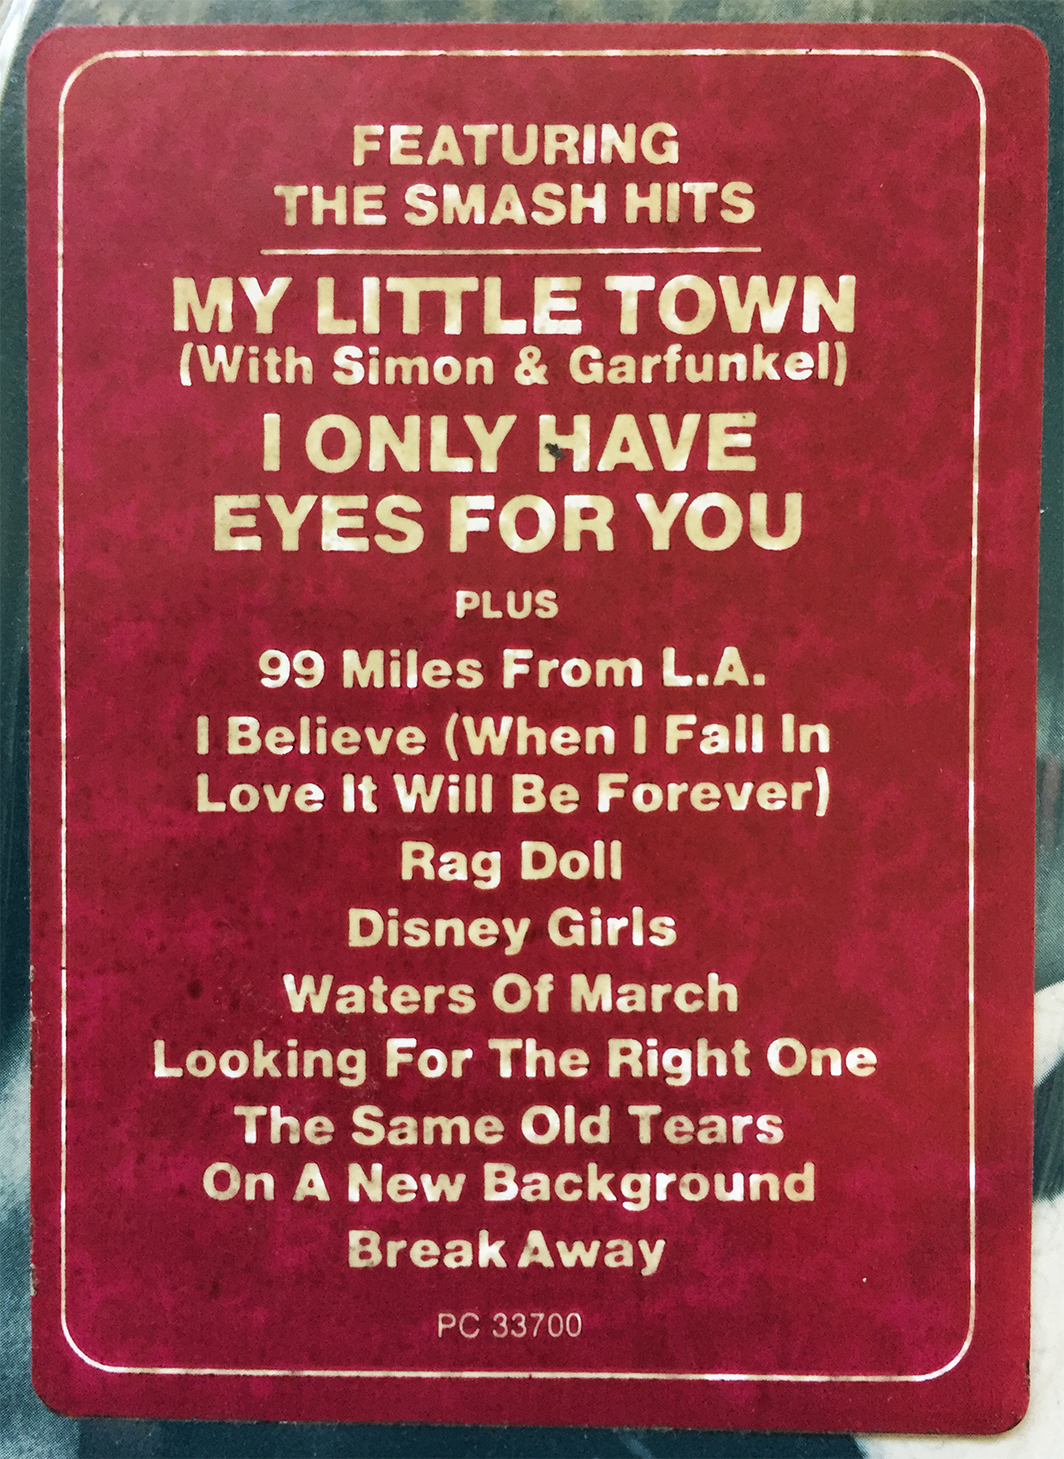 FEATURING
THE SMASH HITS
MY LITTLE TOWN
(With Simon & Garfunkel)
I ONLY HAVE
EYES FOR YOU
PLUS
99 Miles From L.A.
I Believe (When I Fall In
Love It Will Be Forever)
Rag Doll
Disney Girls
Waters Of March
Looking For The Right One
The Same Old Tears
On A New Background
Break Away
PC 33700